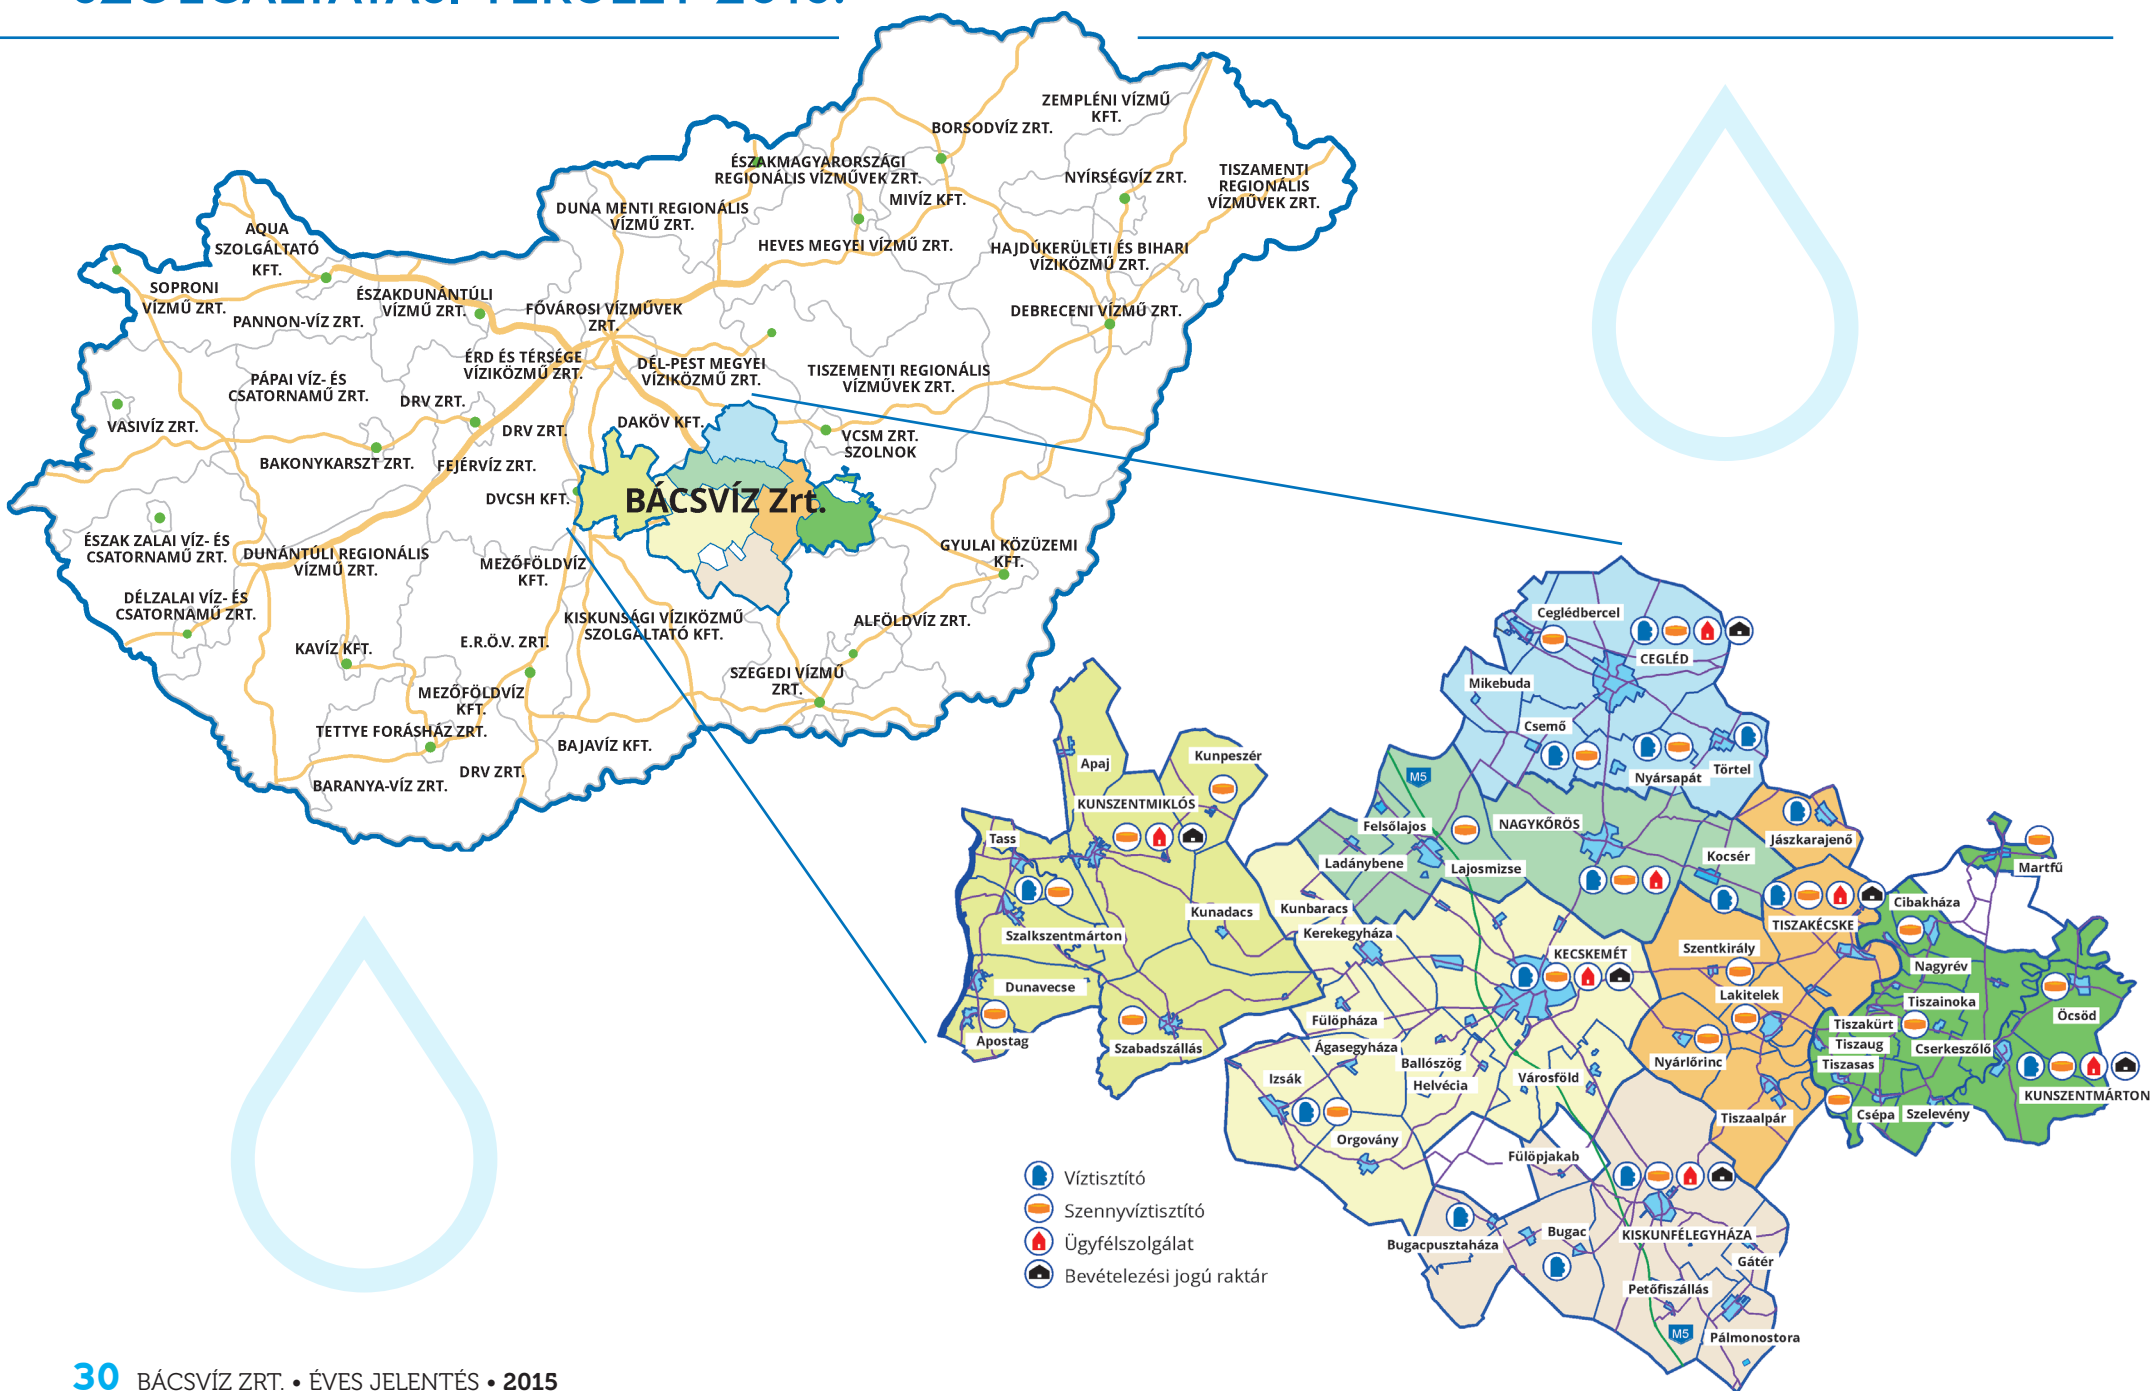 SZOLGÁLTATÁSI TERÜLET 2015.
ZEMPLÉNI VÍZMŰ
KFT.
BORSODVÍZ ZRT.
ÉSZAKMAGYARORSZÁGI
REGIONÁLIS VÍZMŰVEK ZRT.
MIVÍZ KFT.
NYÍRSÉGVÍZ ZRT.
TISZAMENTI
REGIONÁLIS
VÍZMŰVEK ZRT.
DUNA MENTI REGIONÁLIS
VÍZMŰ ZRT.
HEVES MEGYEI VÍZMŰ ZRT.
HAJDÚKERÜLETI ÉS BIHARI
VÍZIKÖZMŰ ZRT.
AQUA
SZOLGÁLTATÓ
KFT.
SOPRONI
VÍZMŰ ZRT.
ÉSZAKDUNÁNTÚLI
VÍZMŰ ZRT.
PANNON-VÍZ ZRT.
FŐVÁROSI VÍZMŰVEK
ZRT.
DEBRECENI VÍZMŰ ZRT.
ÉRD ÉS TÉRSÉGE
VÍZIKÖZMŰ ZRT.
DÉL-PEST MEGYEI
VÍZIKÖZMŰ ZRT.
TISZEMENTI REGIONÁLIS
VÍZMŰVEK ZRT.
PÁPAI VÍZ- ÉS
CSATORNAMŰ ZRT.
DRV ZRT.
VASIVÍZ ZRT.
DRV ZRT.
DAKÖV KFT.
VCSM ZRT.
SZOLNOK
BAKONYKARSZT ZRT.
FEJÉRVÍZ ZRT.
DVCSH KFT.
BÁCSVÍZ Zrt.
ÉSZAK ZALAI VÍZ- ÉS
CSATORNAMŰ ZRT.
DUNÁNTÚLI REGIONÁLIS
VÍZMŰ ZRT.
MEZŐFÖLDVÍZ
KFT.
GYULAI KÖZÜZEMI
KFT.
DÉLZALAI VÍZ- ÉS
CSATORNAMŰ ZRT.
KISKUNSÁGI VÍZIKÖZMŰ
SZOLGÁLTATÓ KFT.
ALFÖLDVÍZ ZRT.
KAVÍZ KFT.
E.R.Ö.V. ZRT.
SZEGEDI VÍZMŰ
ZRT.
MEZŐFÖLDVÍZ
KFT.
TETTYE FORÁSHÁZ ZRT.
BAJAVÍZ KFT.
DRV ZRT.
BARANYA-VÍZ ZRT.
Ceglédbercel
CEGLÉD
Mikebuda
Csemő
Nyársapát
Törtel
Apaj
Kunpeszér
M5
KUNSZENTMIKLÓS
Tass
Felsőlajos
NAGYKŐRÖS
Jászkarajenő
Ladánybene
Lajosmizse
Kocsér
Martfű
Kunadacs
Kunbaracs
Cibakháza
Szalkszentmárton
Kerekegyháza
TISZAKÉCSKE
KECSKEMÉT
Szentkirály
Nagyrév
Dunavecse
Lakitelek
Tiszainoka
Öcsöd
Fülöpháza
Tiszakürt
Apostag
Szabadszállás
Ágasegyháza
Tiszaug
Cserkeszőlő
Ballószög
Nyárlőrinc
Tiszasas
Izsák
Helvécia
Városföld
KUNSZENTMÁRTON
Csépa
Szelevény
Tiszaalpár
Orgovány
Fülöpjakab
Víztisztító
Szennyvíztisztító
Ügyfélszolgálat
Bevételezési jogú raktár
Bugacpusztaháza
Bugac
KISKUNFÉLEGYHÁZA
Gátér
Petőfiszállás
M5
Pálmonostora
30 BÁCSVÍZ ZRT. • ÉVES JELENTÉS • 2015